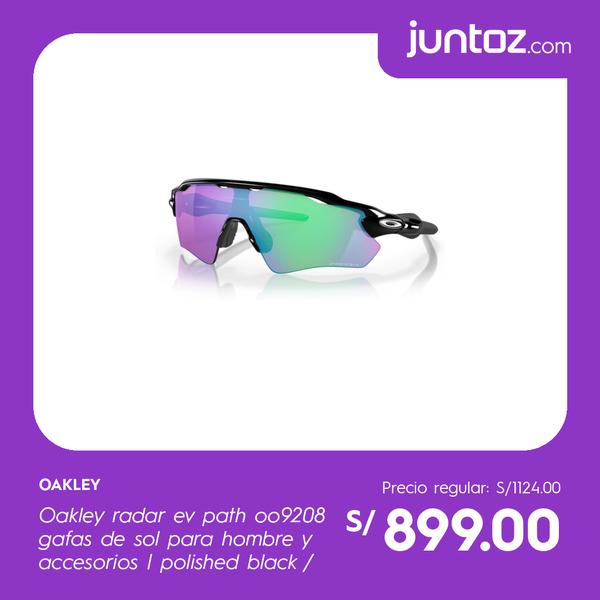 juntoz.com
OAKLEY
Oakley radar ev path oo9208
gafas de sol para hombre y
accesorios | polished black /
Precio regular: S/1124.00
S/ 899.00